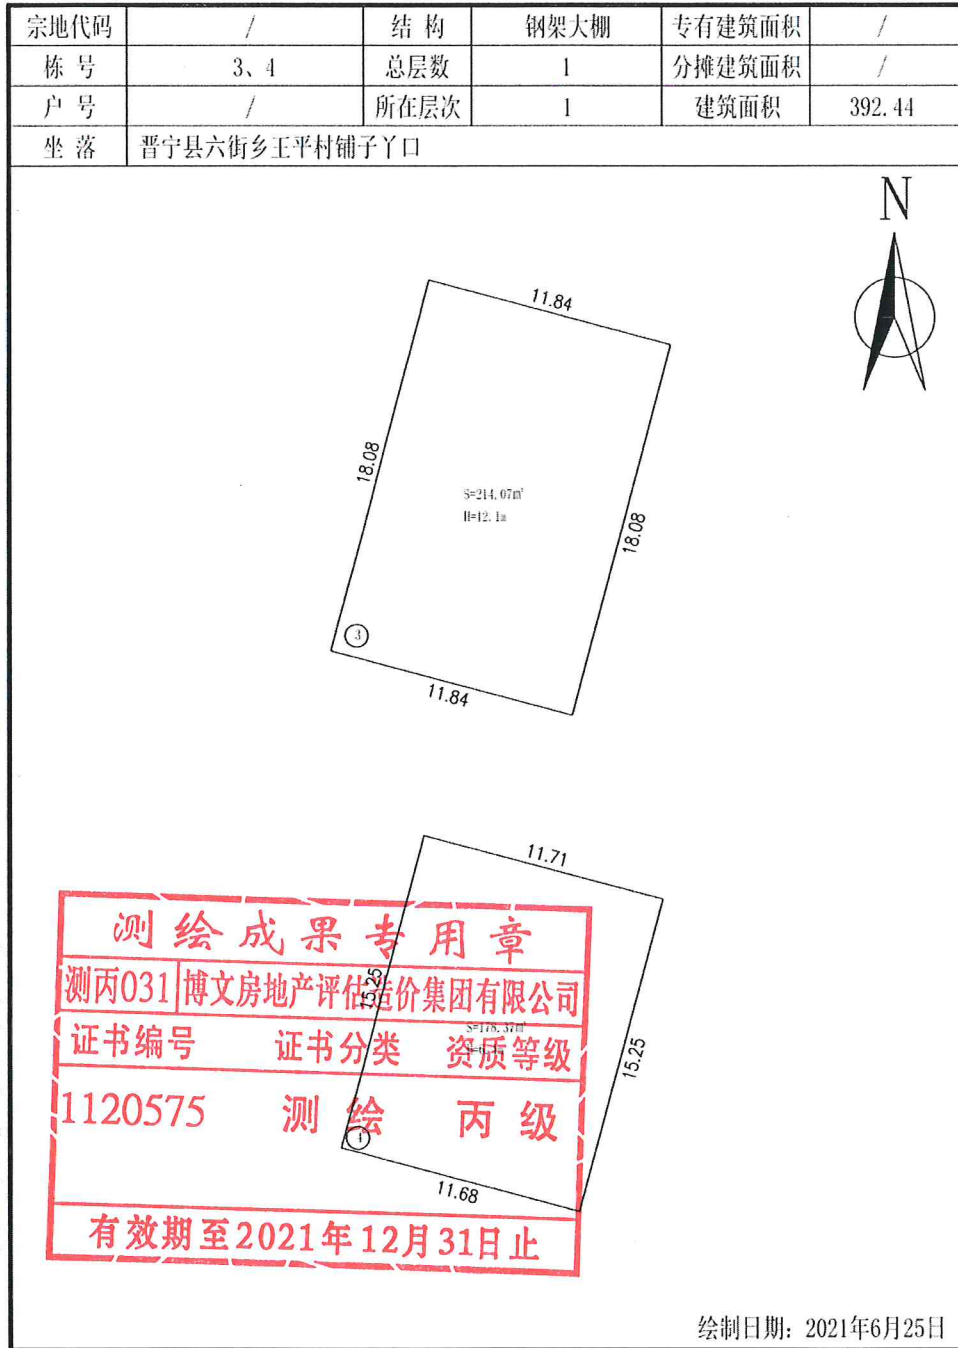 宗地代码 / 结 构 钢架大棚 专有建筑面积 /
栋 号 3、4 总层数 1 分摊建筑面积 /
户 号 / 所在层次 1 建筑面积 392.44
坐 落 晋宁县六街乡王平村铺子丫口
N
11.84
18.08
S=214.07㎡
H=12.1m
18.08
3
11.84
11.71
测绘成果专用章
测丙031 博文房地产评估造价集团有限公司
15.25
S=178.37㎡
证书编号 证书分类 资质等级
15.25
1120575 测 绘 丙 级
4
11.68
有效期至2021年12月31日止
绘制日期：2021年6月25日